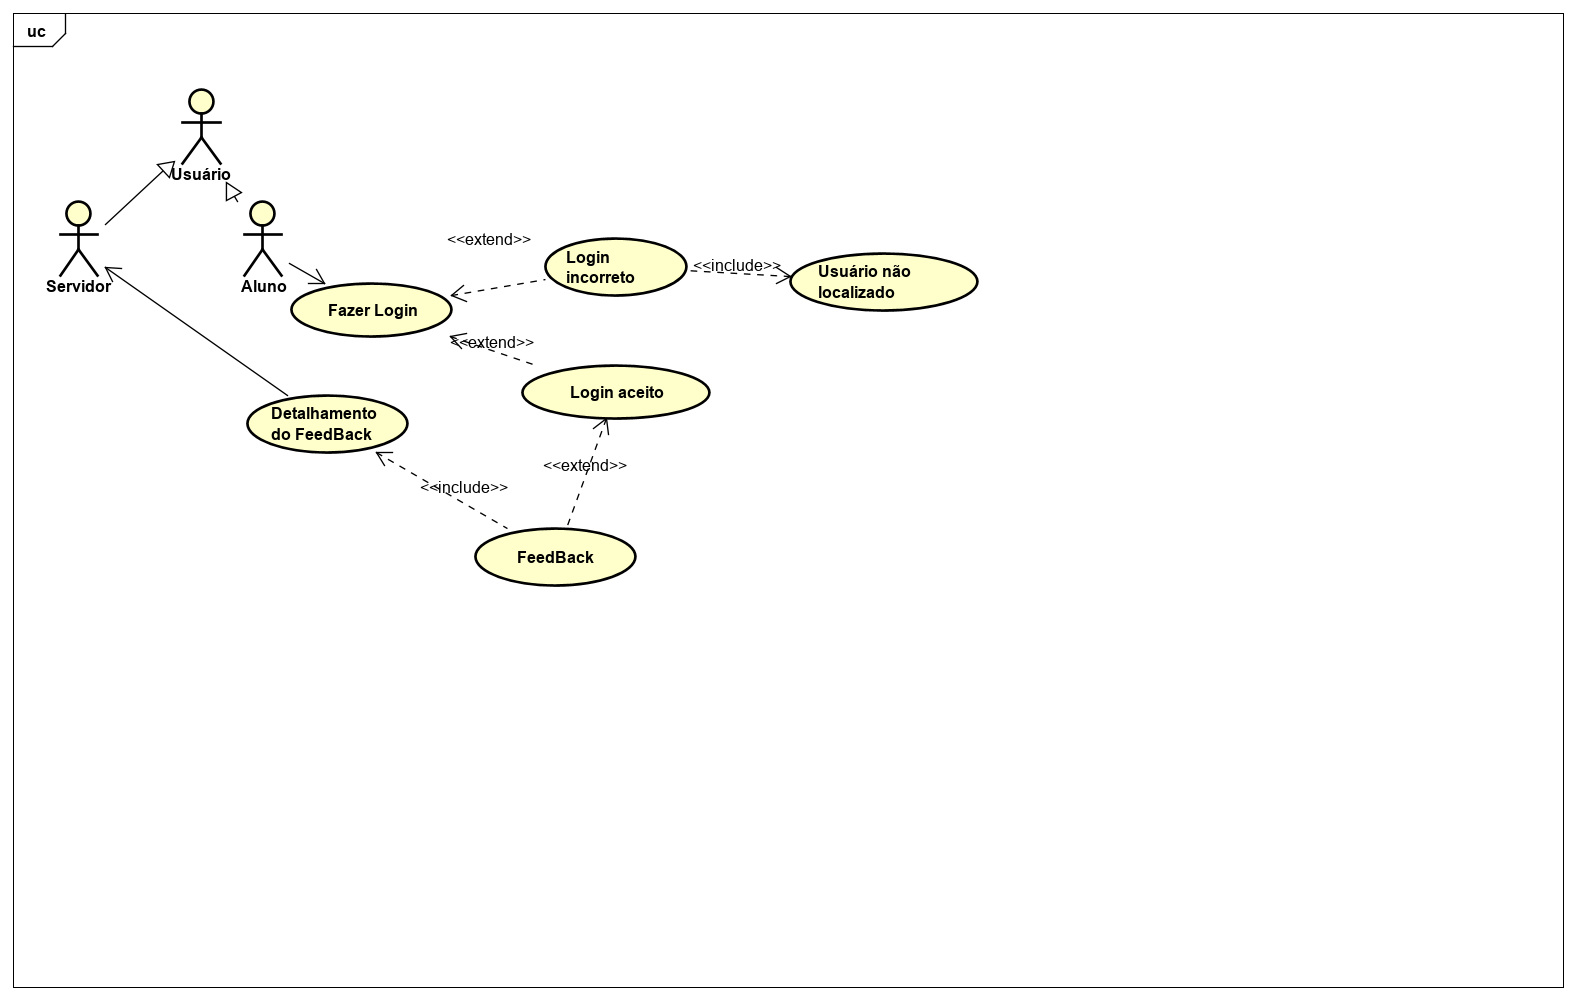 uc
Usuário
Servidor
Aluno
<<extend>>
Login
incorreto
<<include>>
Usuário não
localizado
Fazer Login
<<extend>>
Login aceito
Detalhamento
do FeedBack
<<extend>>
<<include>>
FeedBack